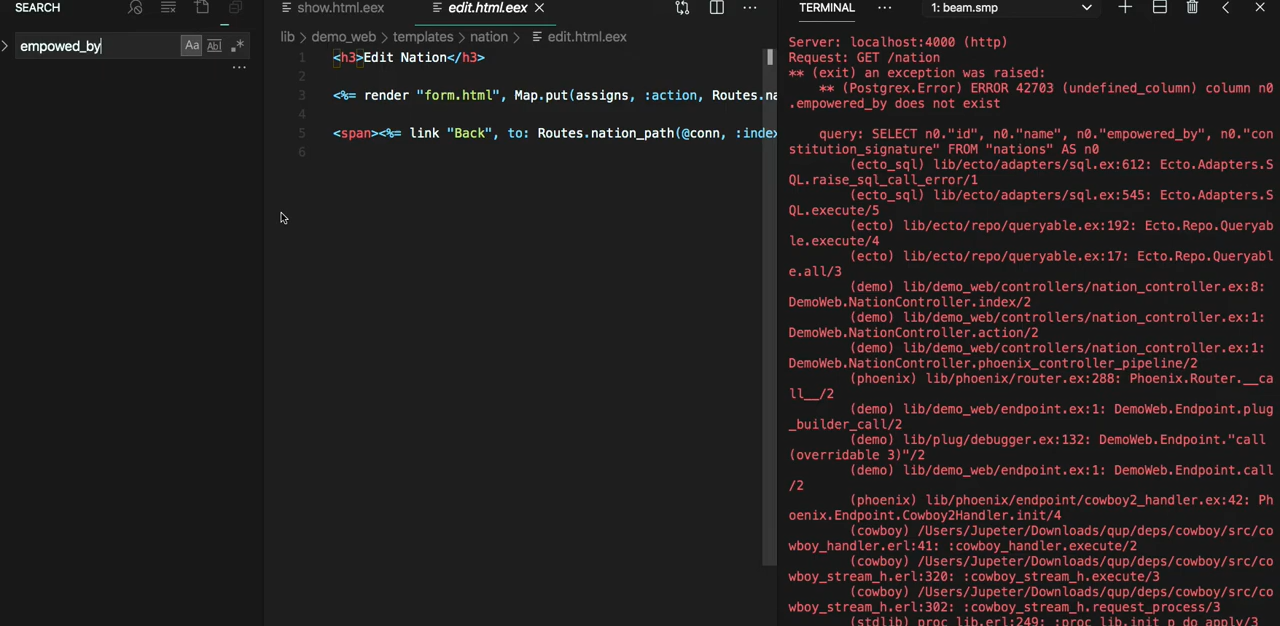 SEARCH
empowed_by
Aa Abl .*
show.html.eex
edit.html.eex
lib > demo_web > templates > nation > edit.html.eex
1 <h3>Edit Nation</h3>
2
3 <%= render "form.html", Map.put(assigns, :action, Routes.na
4
5 <span><%= link "Back", to: Routes.nation_path(@conn, :index
6
TERMINAL
1: beam.smp
Server: localhost:4000 (http)
Request: GET /nation
** (exit) an exception was raised:
** (Postgrex.Error) ERROR 42703 (undefined_column) column n0
.empowered_by does not exist
query: SELECT n0."id", n0."name", n0."empowered_by", n0."con
stitution_signature" FROM "nations" AS n0
(ecto_sql) lib/ecto/adapters/sql.ex:612: Ecto.Adapters.S
QL.raise_sql_call_error/1
(ecto_sql) lib/ecto/adapters/sql.ex:545: Ecto.Adapters.S
QL.execute/5
(ecto) lib/ecto/repo/queryable.ex:192: Ecto.Repo.Queryab
le.execute/4
(ecto) lib/ecto/repo/queryable.ex:17: Ecto.Repo.Queryabl
e.all/3
(demo) lib/demo_web/controllers/nation_controller.ex:8:
DemoWeb.NationController.index/2
(demo) lib/demo_web/controllers/nation_controller.ex:1:
DemoWeb.NationController.action/2
(demo) lib/demo_web/controllers/nation_controller.ex:1:
DemoWeb.NationController.phoenix_controller_pipeline/2
(phoenix) lib/phoenix/router.ex:288: Phoenix.Router.__ca
ll__/2
(demo) lib/demo_web/endpoint.ex:1: DemoWeb.Endpoint.plug
_builder_call/2
(demo) lib/plug/debugger.ex:132: DemoWeb.Endpoint."call
(overridable 3)"/2
(demo) lib/demo_web/endpoint.ex:1: DemoWeb.Endpoint.call
/2
(phoenix) lib/phoenix/endpoint/cowboy2_handler.ex:42: Ph
oenix.Endpoint.Cowboy2Handler.init/4
(cowboy) /Users/Jupeter/Downloads/qup/deps/cowboy/src/co
wboy_handler.erl:41: :cowboy_handler.execute/2
(cowboy) /Users/Jupeter/Downloads/qup/deps/cowboy/src/co
wboy_stream_h.erl:320: :cowboy_stream_h.execute/3
(cowboy) /Users/Jupeter/Downloads/qup/deps/cowboy/src/co
wboy_stream_h.erl:302: :cowboy_stream_h.request_process/3
(stdlib) proc_lib.erl:249: :proc_lib.init_p_do_apply/3